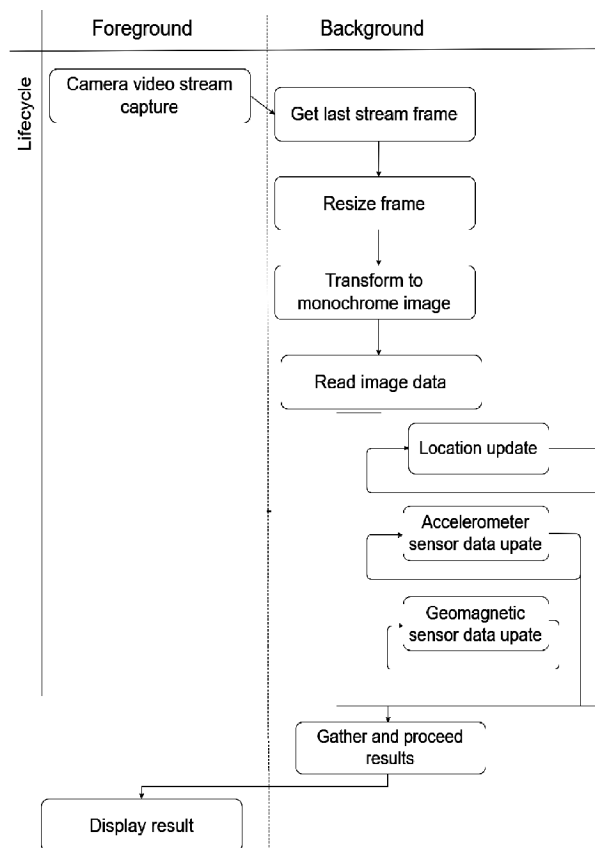 Foreground
Background
Lifecycle
Camera video stream
capture
Get last stream frame
Resize frame
Transform to
monochrome image
Read image data
Location update
Accelerometer
sensor data upate
Geomagnetic
sensor data upate
Gather and proceed
results
Display result